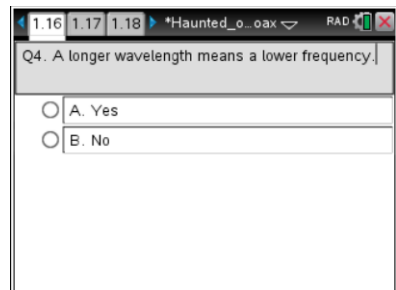 1.16 1.17 1.18 *Haunted_o…oax RAD
Q4. A longer wavelength means a lower frequency.
A. Yes
B. No